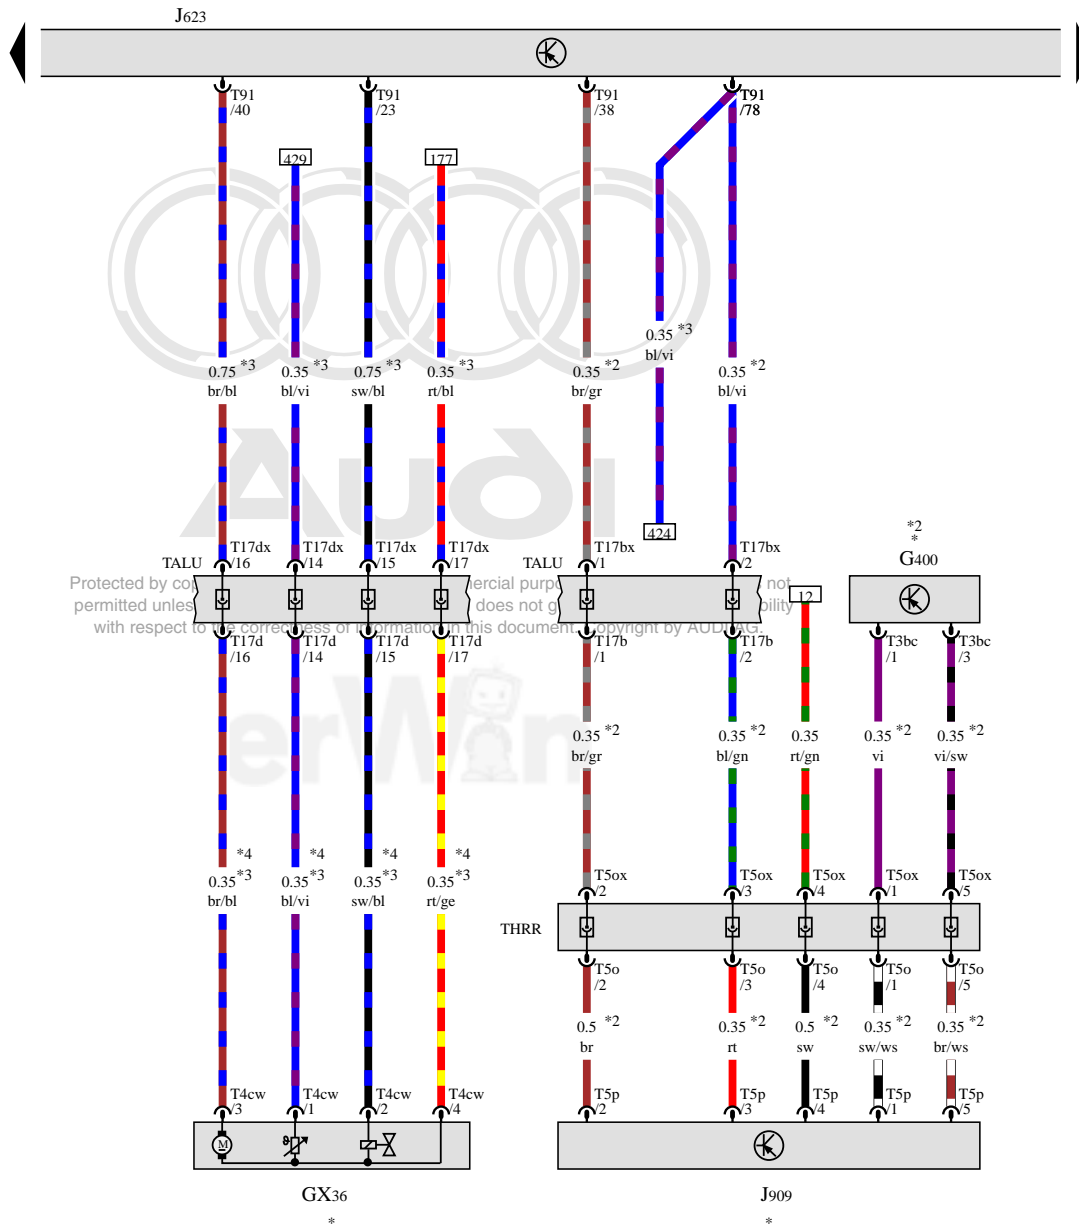 J623
T91 T91 T91 T91
/40 /23 /38 /78
429 177
0.35 *3
bl/vi
0.75 *3 0.35 *3 0.75 *3 0.35 *3 0.35 *2 0.35 *2
br/bl bl/vi sw/bl rt/bl br/gr bl/vi
Audi
424
*2
*
G400
T17dx T17dx T17dx T17dx T17bx T17bx
TALU /16 /14 /15 /17 TALU /1 /2
Protected by ercial purpo not
permitted unles does not g bility
with respect to the correctness of information in this document. Copyright by AUDI AG.
12
T17d T17d T17d T17d T17b T17b T3bc T3bc
/16 /14 /15 /17 /1 /2 /1 /3
erWin
0.35 *2 0.35 *2 0.35 0.35 *2 0.35 *2
br/gr bl/gn rt/gn vi vi/sw
*4 *4 *4 *4
0.35 *3 0.35 *3 0.35 *3 0.35 *3
br/bl bl/vi sw/bl rt/ge
T5ox T5ox T5ox T5ox T5ox
/2 /3 /4 /1 /5
THRR
T5o T5o T5o T5o T5o
/2 /3 /4 /1 /5
0.5 *2 0.35 *2 0.5 *2 0.35 *2 0.35 *2
br rt sw sw/ws br/ws
T4cw T4cw T4cw T4cw T5p T5p T5p T5p T5p
/3 /1 /2 /4 /2 /3 /4 /1 /5
M
GX36 J909
* *